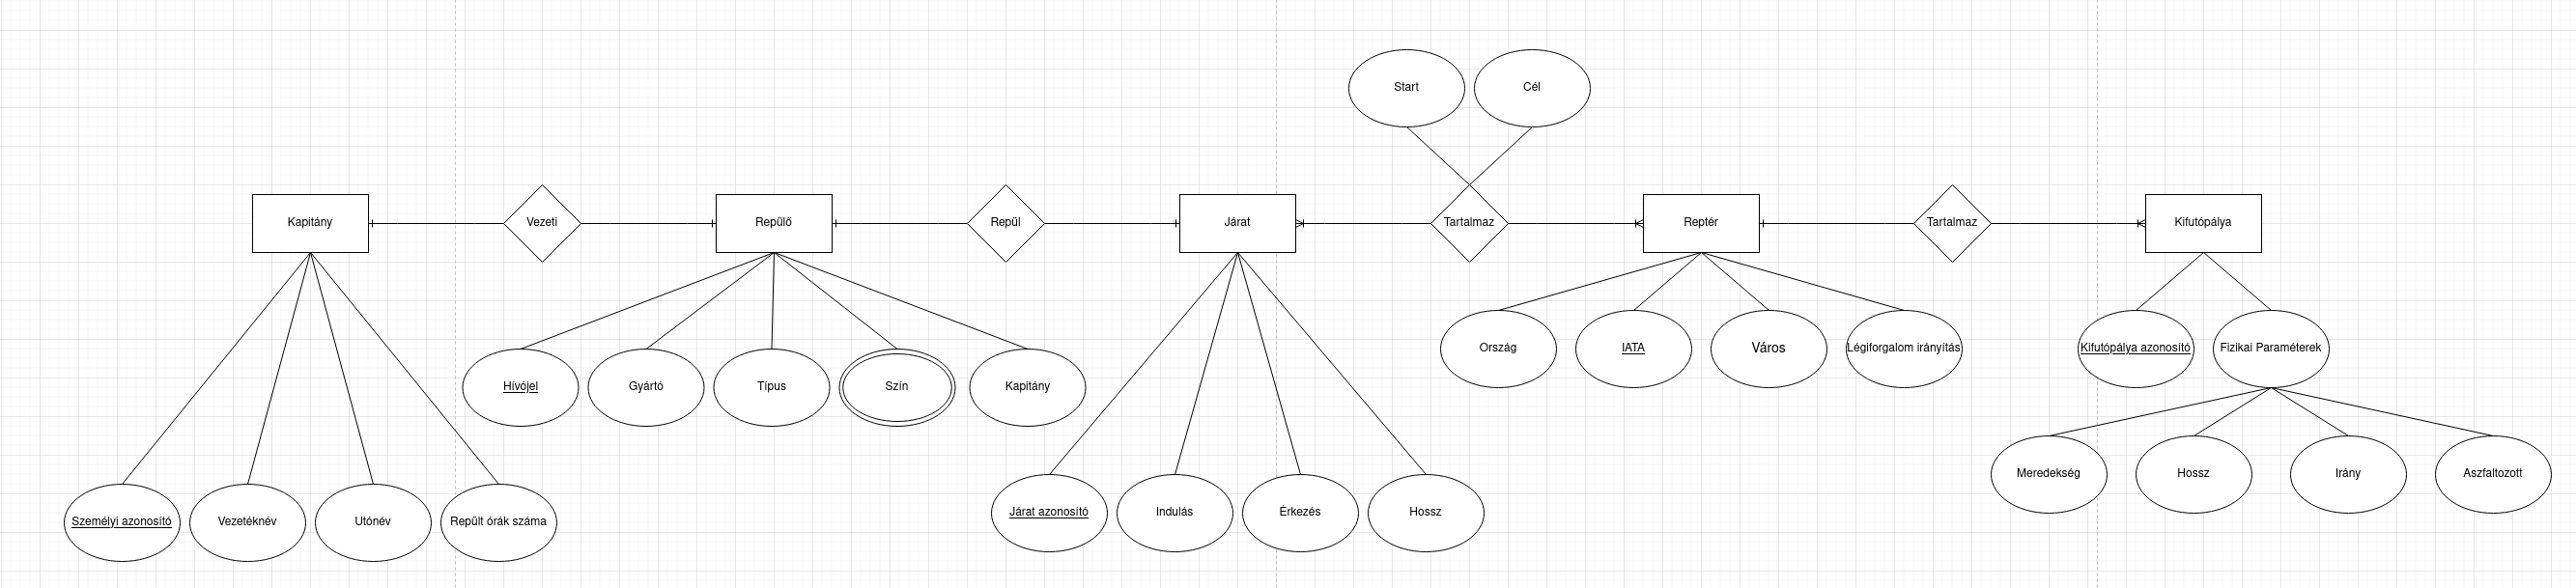 Start
Cél
Kapitány
Vezeti
Repülő
Repül
Járat
Tartalmaz
Reptér
Tartalmaz
Kifutópálya
Ország
IATA
Város
Légiforgalom irányítás
Kifutópálya azonosító
Fizikai Paraméterek
Hívójel
Gyártó
Típus
Szín
Kapitány
Meredekség
Hossz
Irány
Aszfaltozott
Személyi azonosító
Vezetéknév
Utónév
Repült órák száma
Járat azonosító
Indulás
Érkezés
Hossz